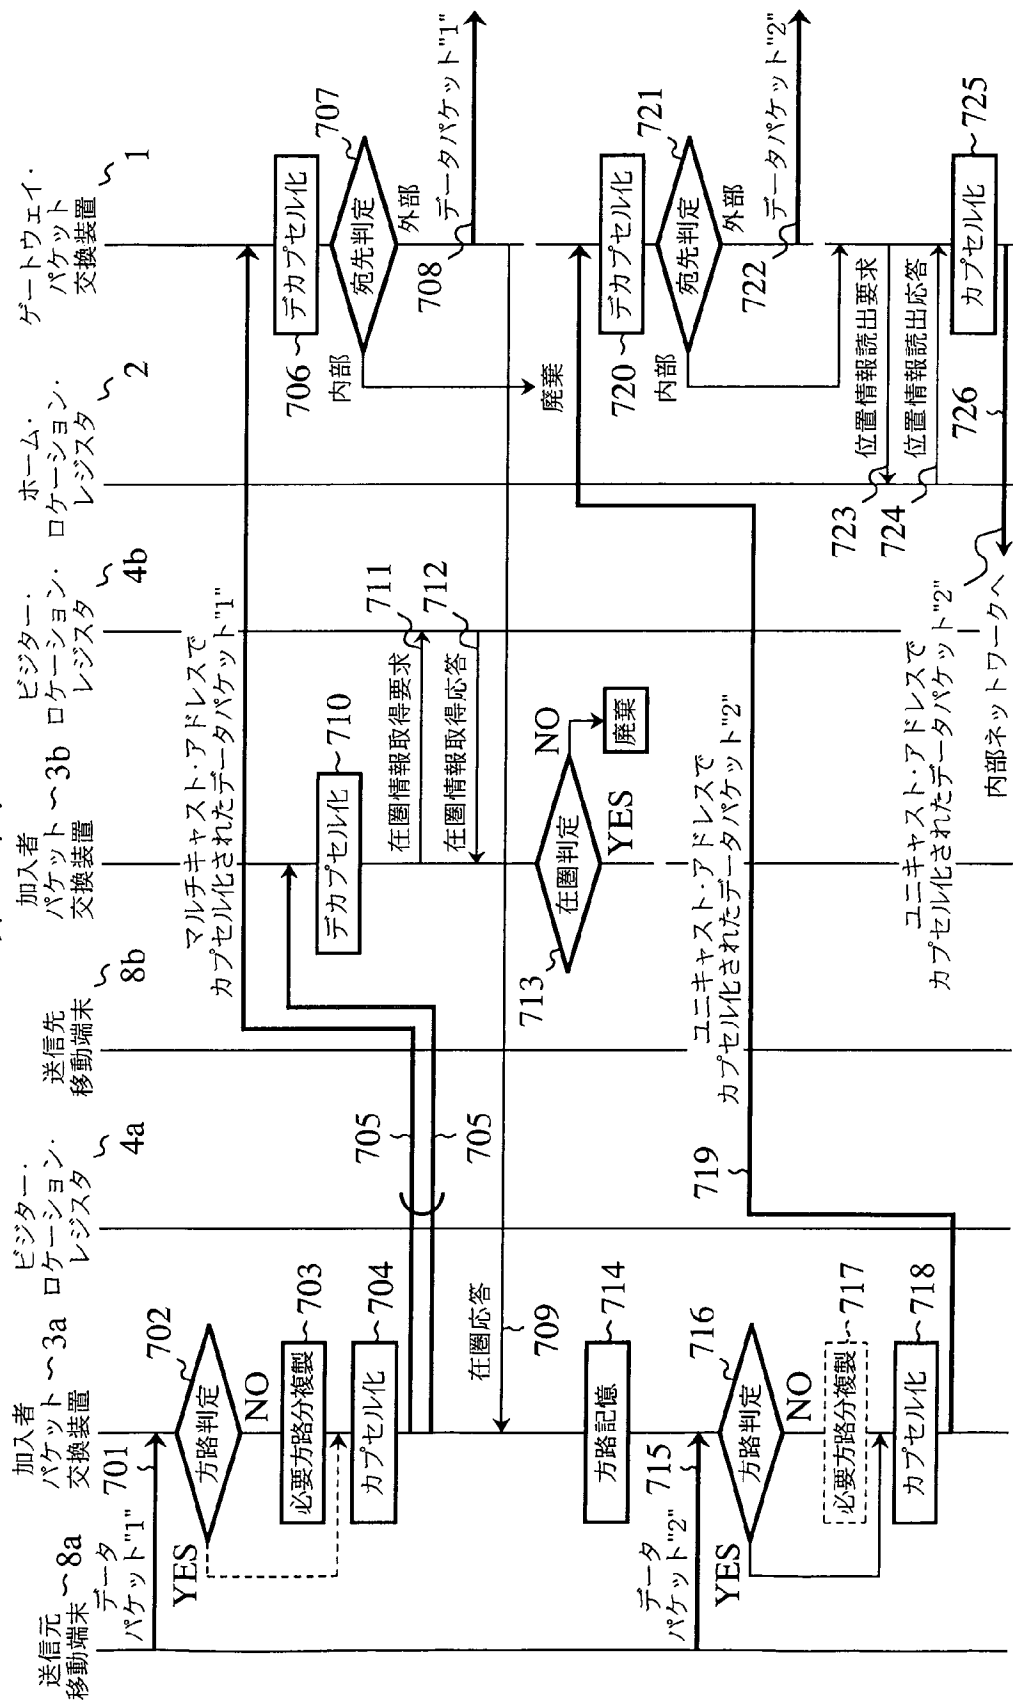 送信元
移動端末 8a
加入者
パケット 3a
交換装置
ビジター・
ロケーション・
レジスタ
4a
送信先
移動端末
8b
加入者
パケット 3b
交換装置
ビジター・
ロケーション・
レジスタ
4b
ホーム・
ロケーション・
レジスタ
2
ゲートウェイ・
パケット
交換装置
1
データ
パケット"1"
701
方路判定
702
YES
NO
必要方路分複製
703
カプセル化
704
705
705
マルチキャスト・アドレスで
カプセル化されたデータパケット"1"
706
デカプセル化
宛先判定
707
内部
外部
708
データパケット"1"
廃棄
在圏応答
709
デカプセル化
710
在圏情報取得要求
711
在圏情報取得応答
712
在圏判定
713
NO
YES
廃棄
方路記憶
714
データ
パケット"2"
715
方路判定
716
YES
NO
必要方路分複製
717
カプセル化
718
719
ユニキャスト・アドレスで
カプセル化されたデータパケット"2"
720
デカプセル化
宛先判定
721
内部
外部
722
データパケット"2"
位置情報読出要求
723
位置情報読出応答
724
カプセル化
725
726
ユニキャスト・アドレスで
カプセル化されたデータパケット"2"
内部ネットワークへ